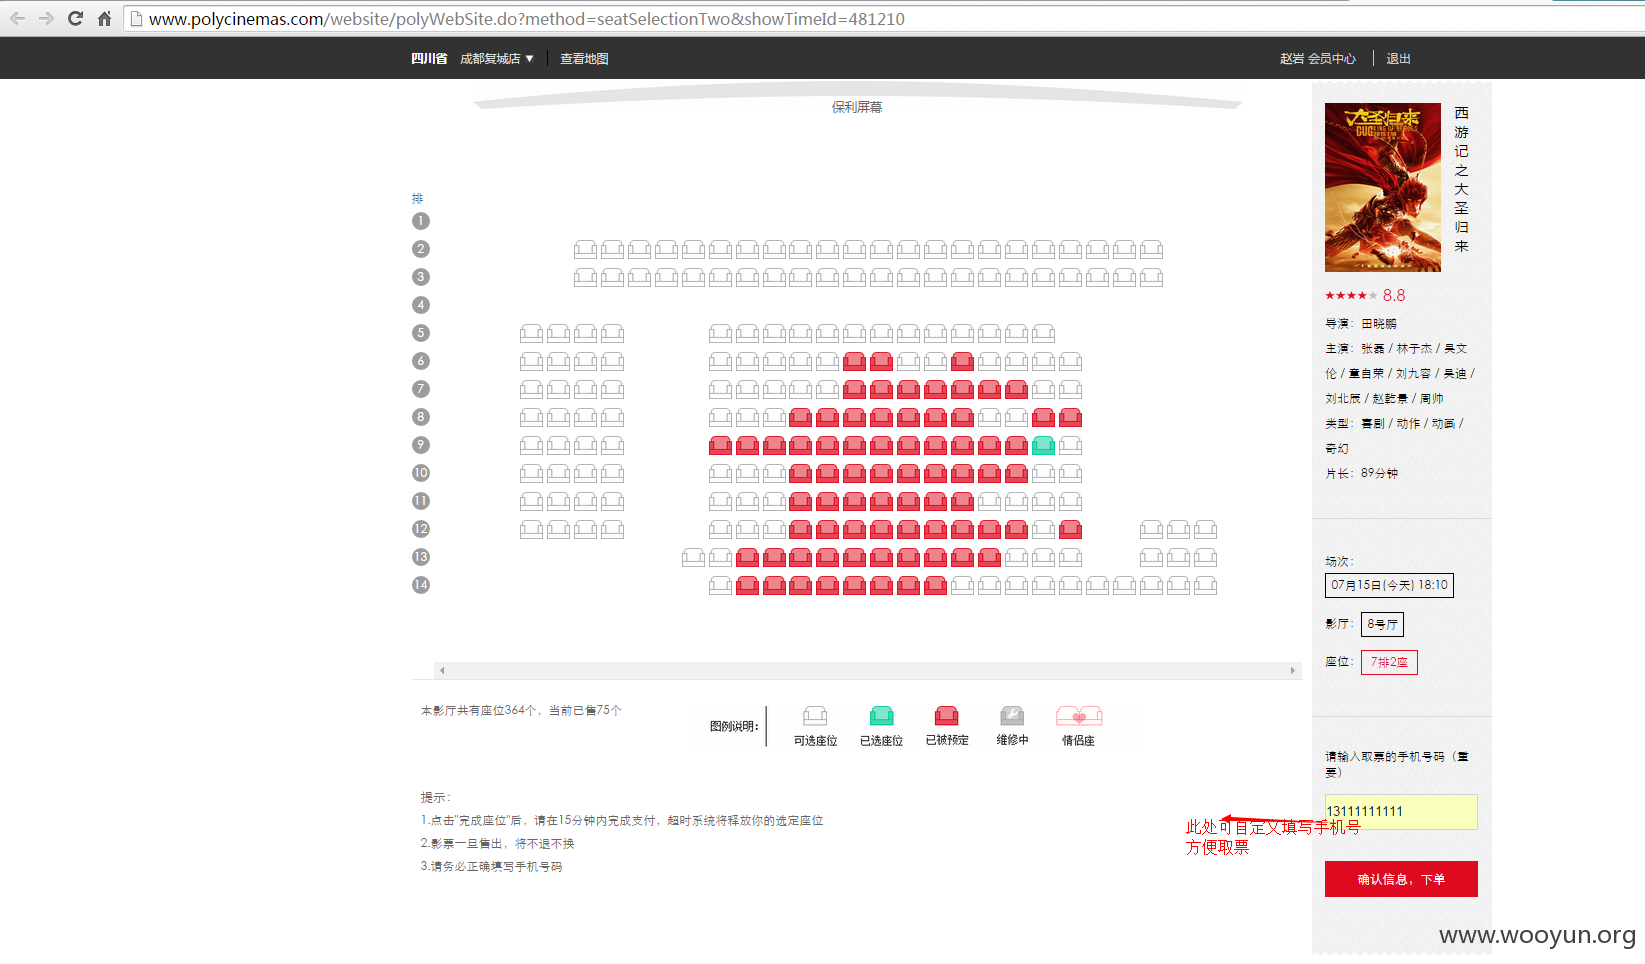 www.polycinemas.com/website/polyWebSite.do?method=seatSelectionTwo&showTimeId=481210
四川省 成都复城店 ▼ 查看地图 赵岩 会员中心 退出
保利屏幕
排
1
2
3
4
5
6
7
8
9
10
11
12
13
14
本影厅共有座位364个，当前已售75个
图例说明：
可选座位 已选座位 已被预定 维修中 情侣座
提示：
1.点击"完成座位"后，请在15分钟内完成支付，超时系统将释放你的选定座位
2.影票一旦售出，将不退不换
3.请务必正确填写手机号码
大圣归来
KING OF HEROES
西游记之大圣归来
★★★★★ 8.8
导演：田晓鹏
主演：张磊 / 林子杰 / 吴文
伦 / 童自荣 / 刘九容 / 吴迪 /
刘北辰 / 赵乾景 / 周帅
类型：喜剧 / 动作 / 动画 /
奇幻
片长：89分钟
场次：
07月15日(今天) 18:10
影厅： 8号厅
座位： 7排2座
请输入取票的手机号码（重
要）
13111111111
此处可自定义填写手机号
方便取票
确认信息，下单
www.wooyun.org